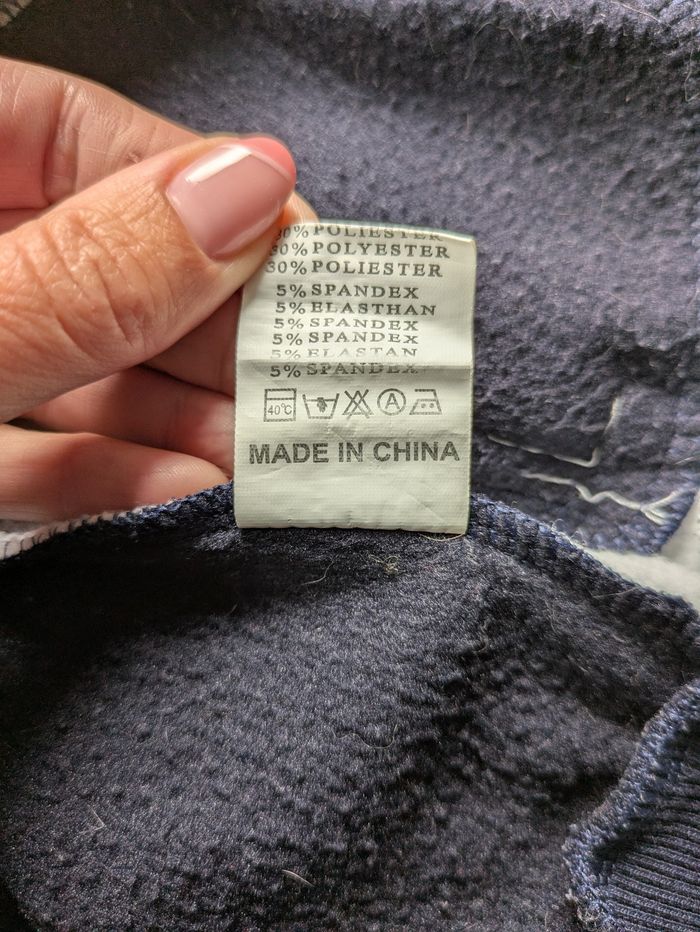 30% POLIESTER
30% POLYESTER
30% POLIESTER
5% SPANDEX
5% ELASTHAN
5% SPANDEX
5% SPANDEX
5% ELASTAN
5% SPANDEX
40°C A
MADE IN CHINA